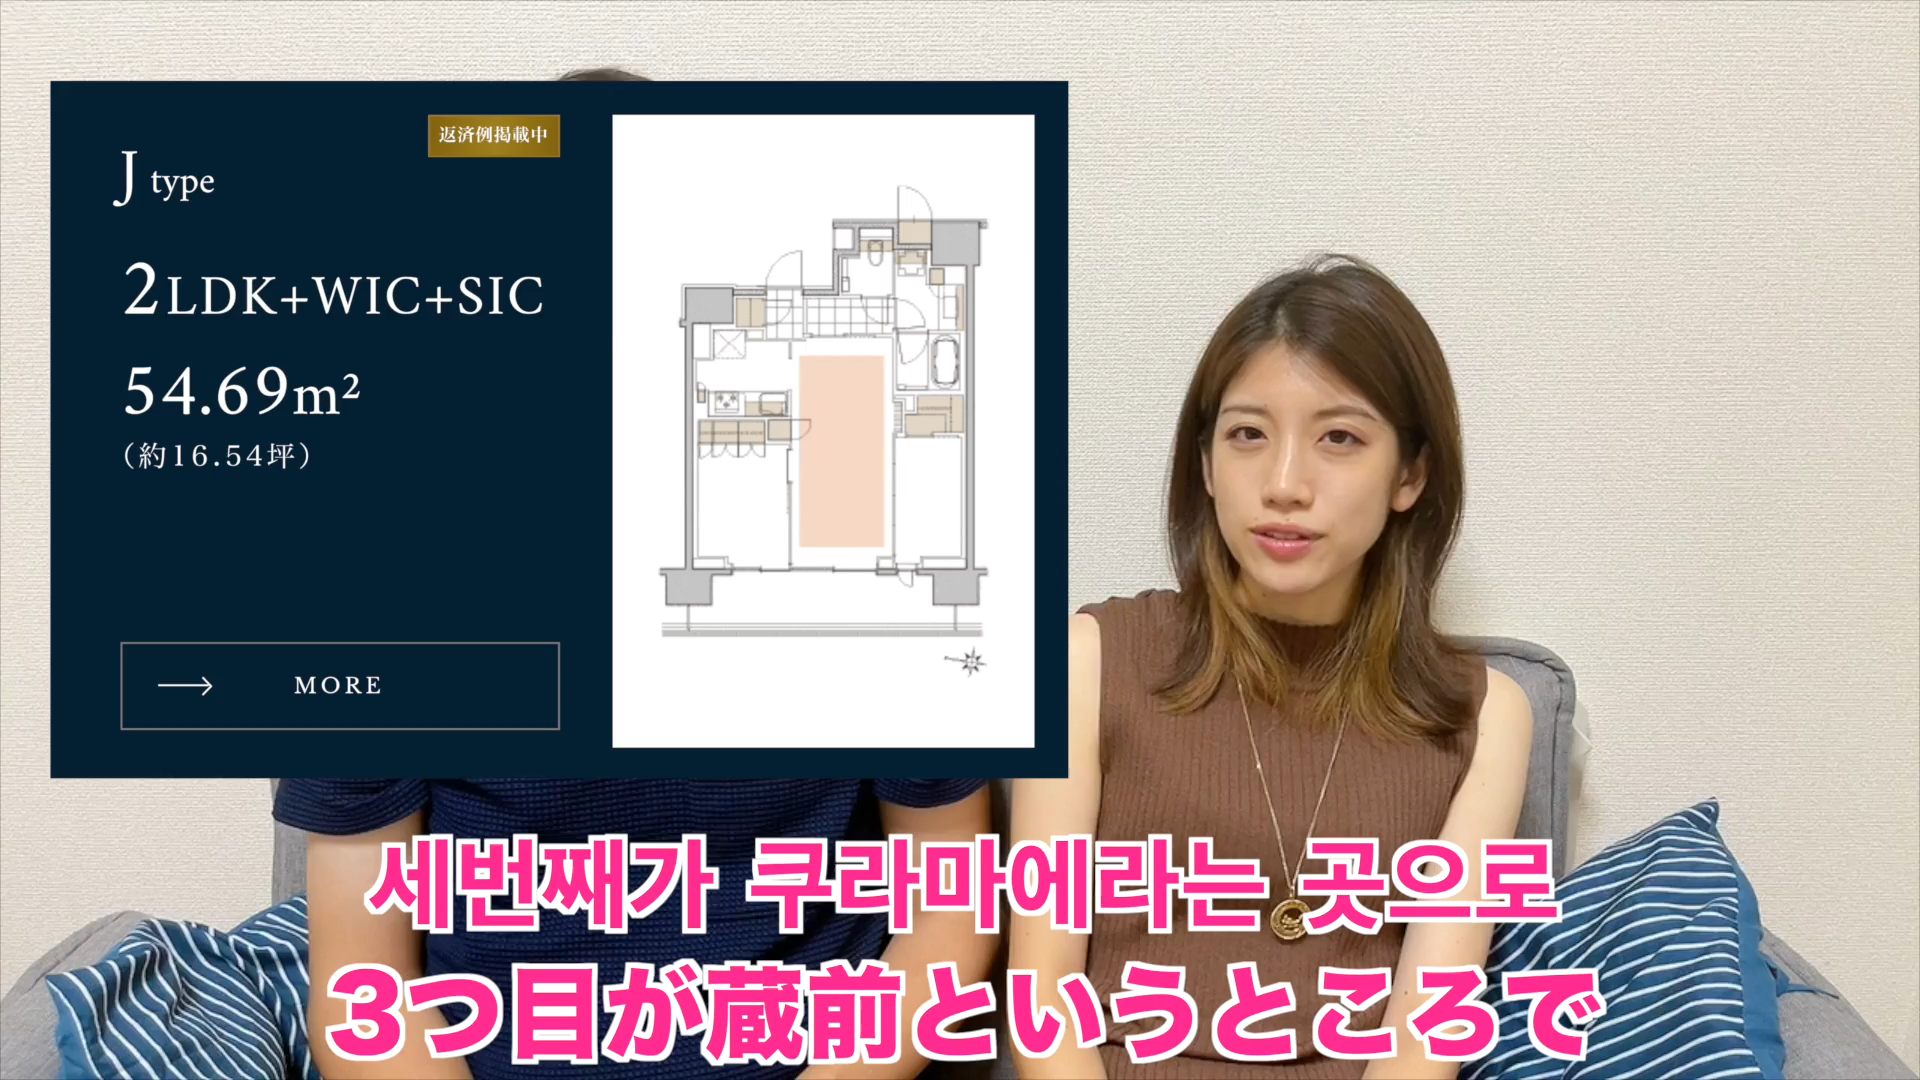 返済例掲載中
J type
2LDK+WIC+SIC
54.69m²
（約16.54坪）
MORE
세번째가 쿠라마에라는 곳으로
3つ目が蔵前というところで